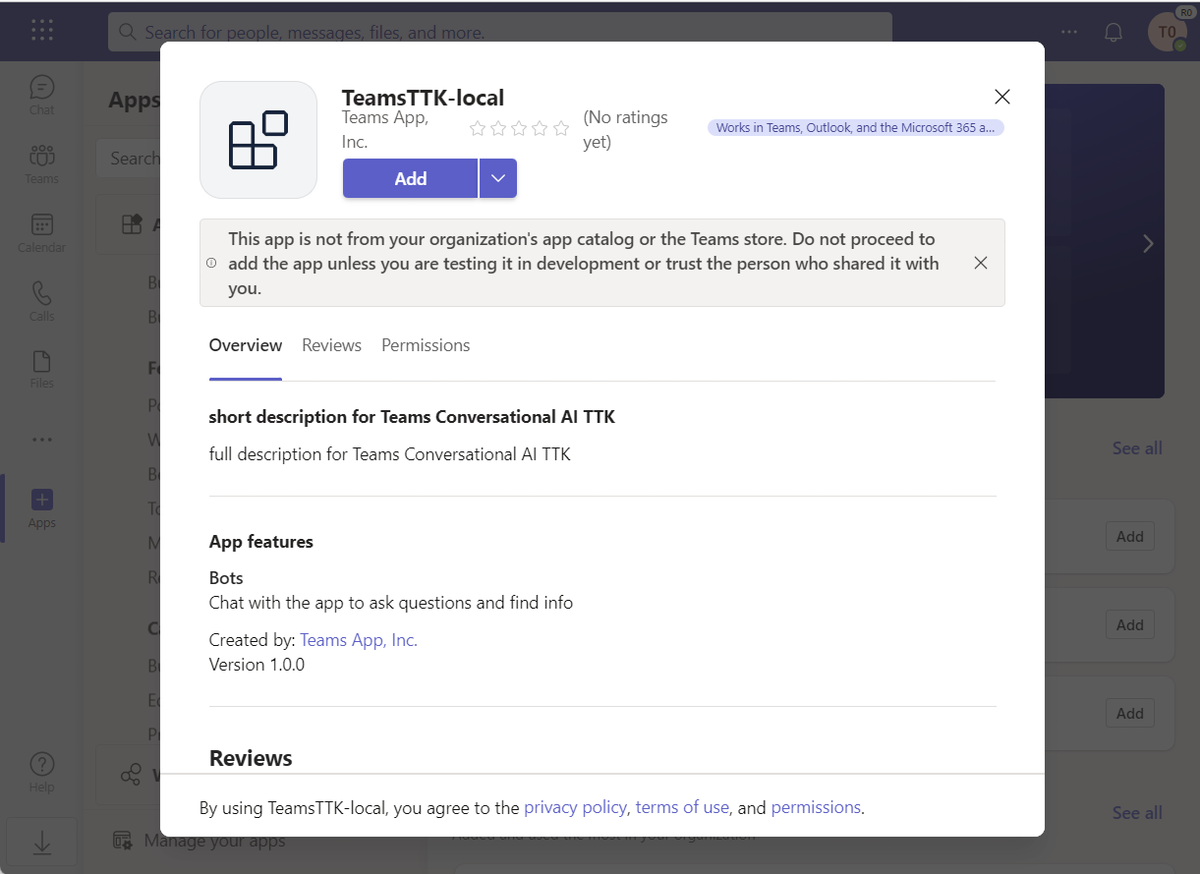 Search for people, messages, files, and more.
RO
TO
Chat
Teams
Calendar
Calls
Files
Apps
Help
Apps
Search
Manage your apps
TeamsTTK-local
Teams App,
Inc.
(No ratings
yet)
Works in Teams, Outlook, and the Microsoft 365 a...
Add
This app is not from your organization's app catalog or the Teams store. Do not proceed to
add the app unless you are testing it in development or trust the person who shared it with
you.
Overview Reviews Permissions
short description for Teams Conversational AI TTK
full description for Teams Conversational AI TTK
App features
Bots
Chat with the app to ask questions and find info
Created by: Teams App, Inc.
Version 1.0.0
Reviews
By using TeamsTTK-local, you agree to the privacy policy, terms of use, and permissions.
See all
Add
Add
Add
See all